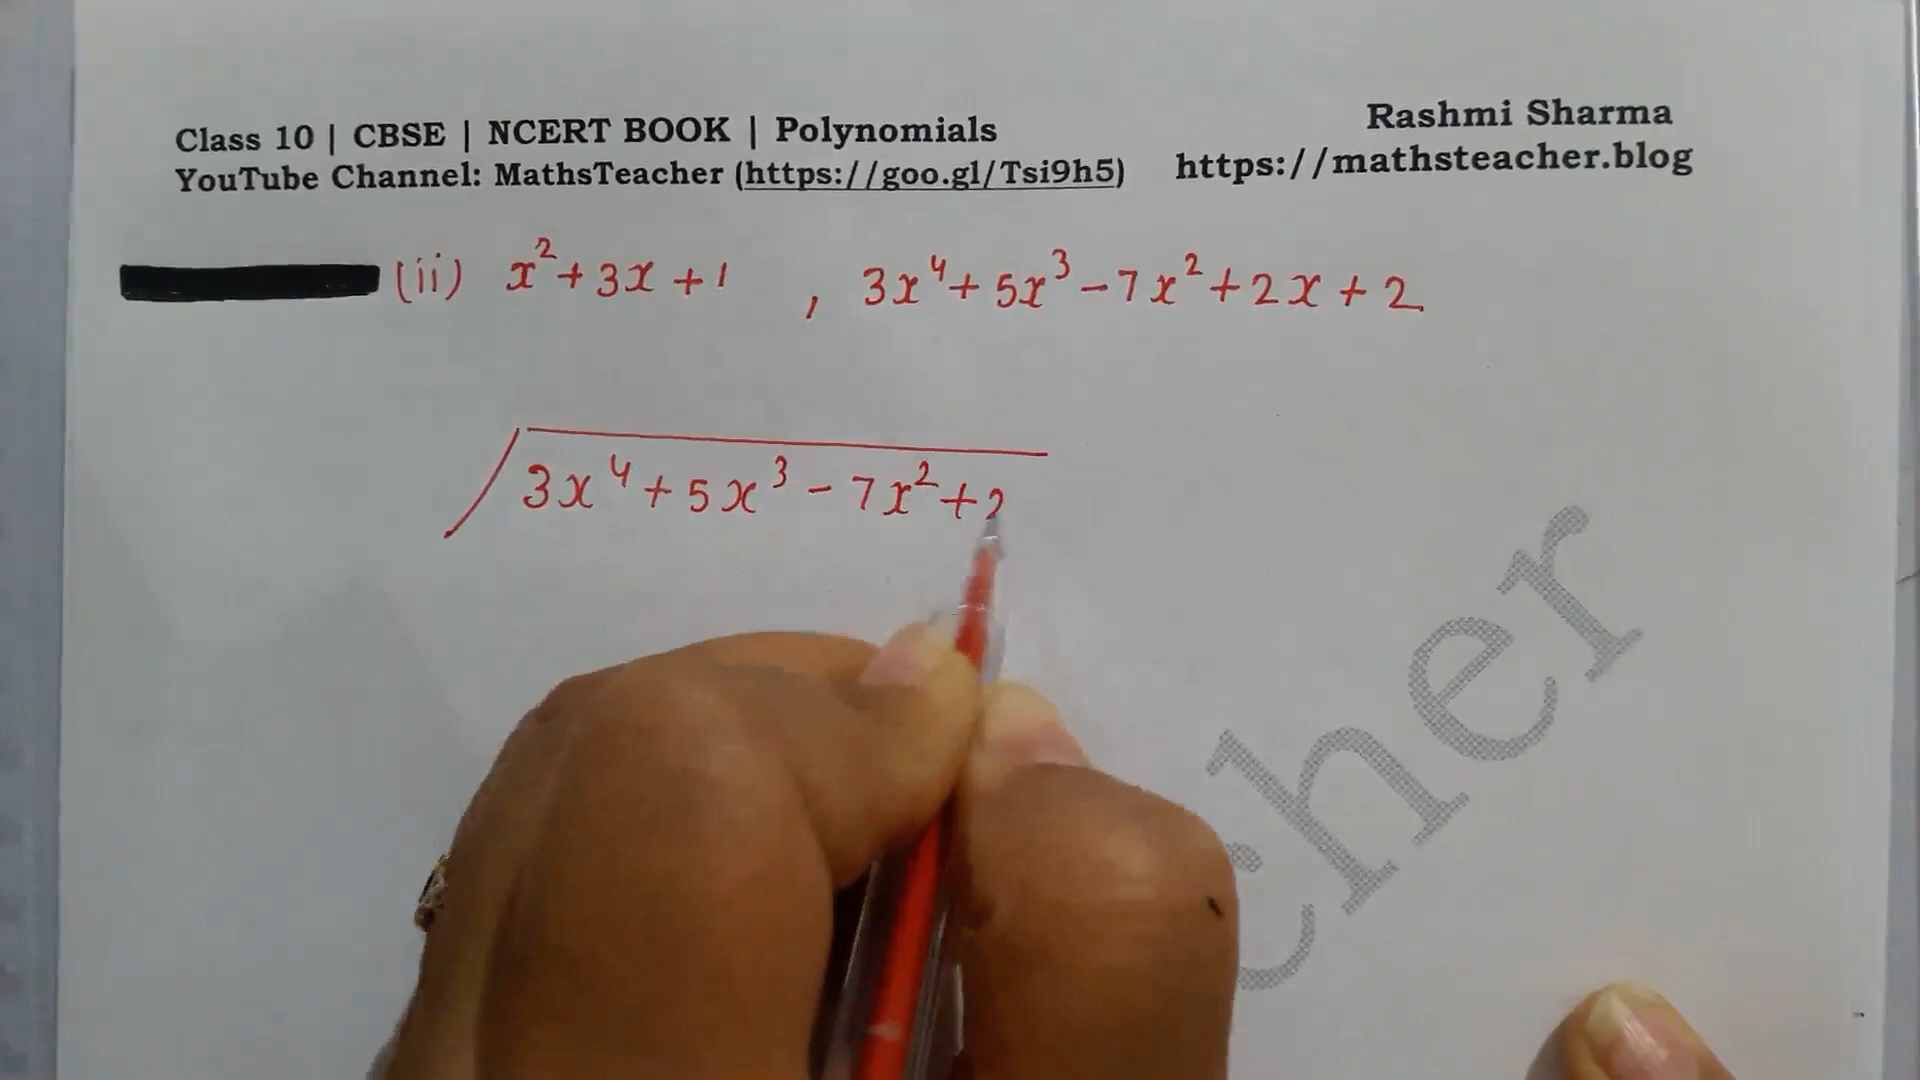 Class 10 | CBSE | NCERT BOOK | Polynomials
YouTube Channel: MathsTeacher (https://goo.gl/Tsi9h5)
Rashmi Sharma
https://mathsteacher.blog
(ii) x² + 3x + 1 , 3x⁴ + 5x³ - 7x² + 2x + 2
3x⁴ + 5x³ - 7x² + 2
cher